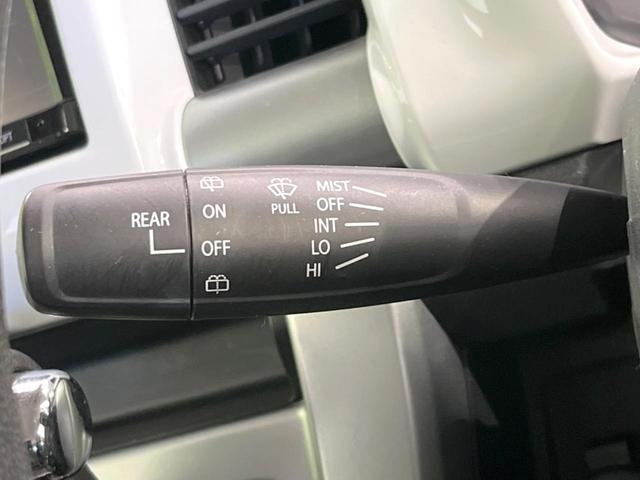 REAR
ON
OFF
PULL
MIST
OFF
INT
LO
HI